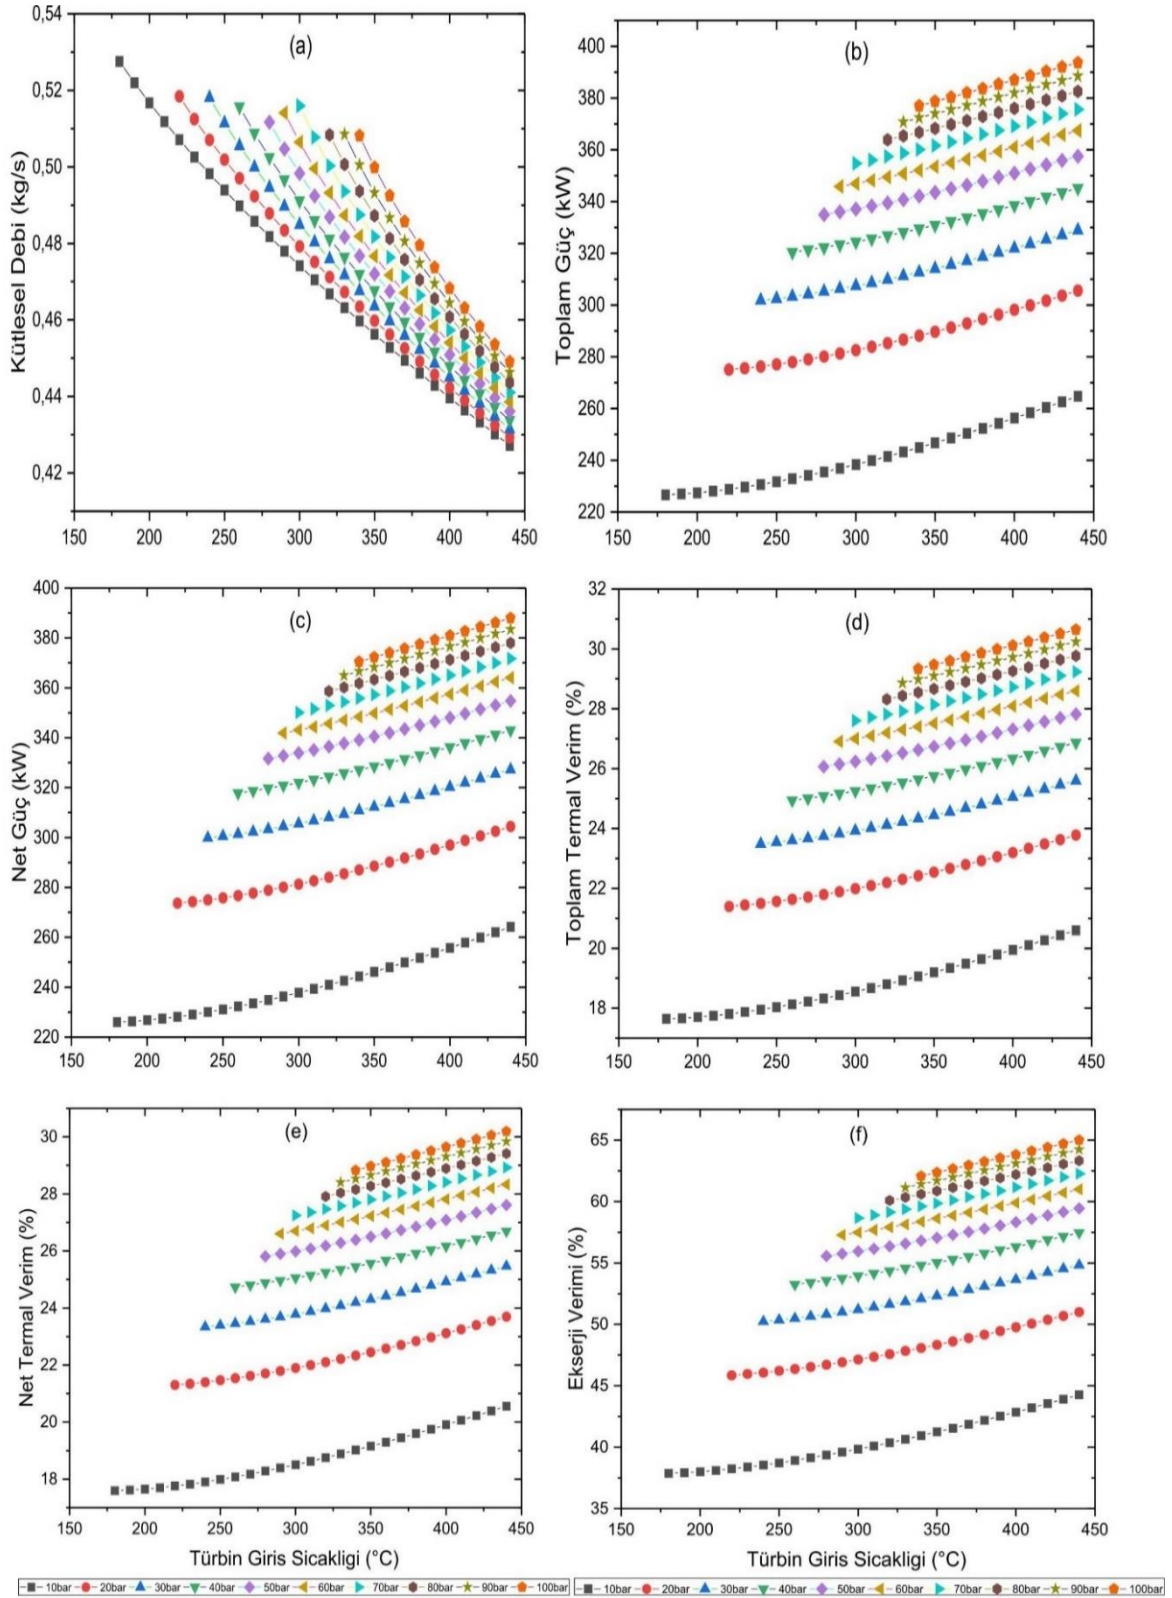 (a)
Kütlesel Debi (kg/s)
0,54
0,52
0,50
0,48
0,46
0,44
0,42
150 200 250 300 350 400 450
(b)
Toplam Güç (kW)
400
380
360
340
320
300
280
260
240
220
150 200 250 300 350 400 450
(c)
Net Güç (kW)
400
380
360
340
320
300
280
260
240
220
150 200 250 300 350 400 450
(d)
Toplam Termal Verim (%)
32
30
28
26
24
22
20
18
150 200 250 300 350 400 450
(e)
Net Termal Verim (%)
30
28
26
24
22
20
18
150 200 250 300 350 400 450
Türbin Giris Sicakligi (°C)
(f)
Ekserji Verimi (%)
65
60
55
50
45
40
35
150 200 250 300 350 400 450
Türbin Giris Sicakligi (°C)
10bar 20bar 30bar 40bar 50bar 60bar 70bar 80bar 90bar 100bar
10bar 20bar 30bar 40bar 50bar 60bar 70bar 80bar 90bar 100bar